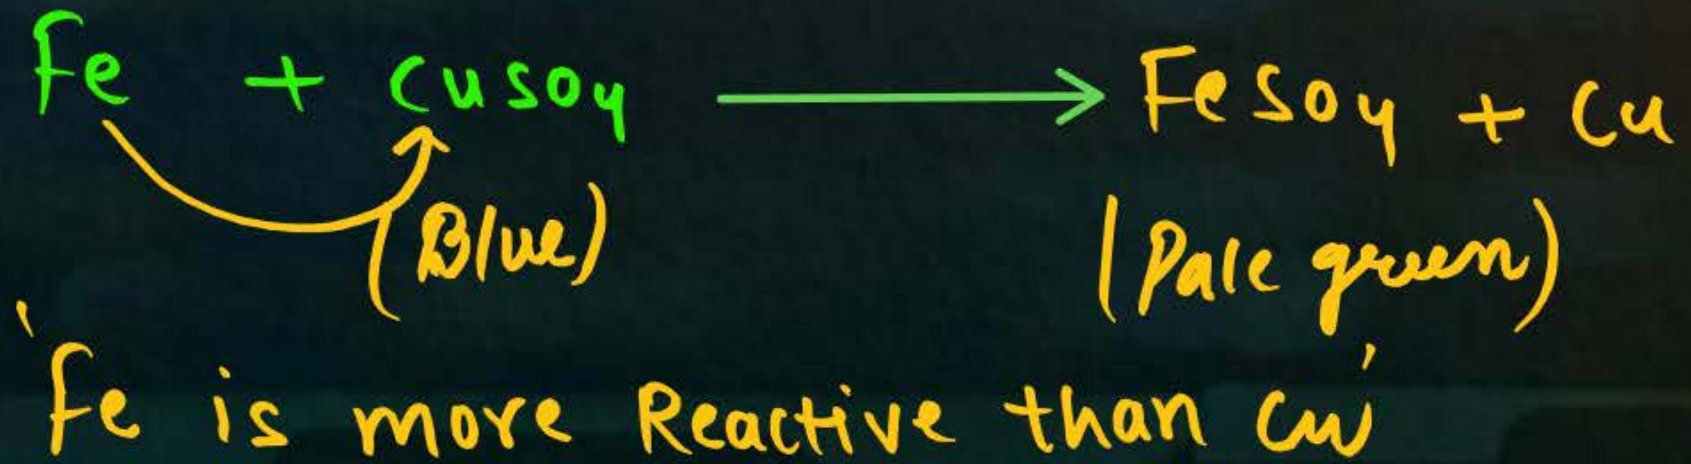 Fe + CuSO4 → FeSO4 + Cu
(Blue) (Pale green)
'Fe is more Reactive than Cu'